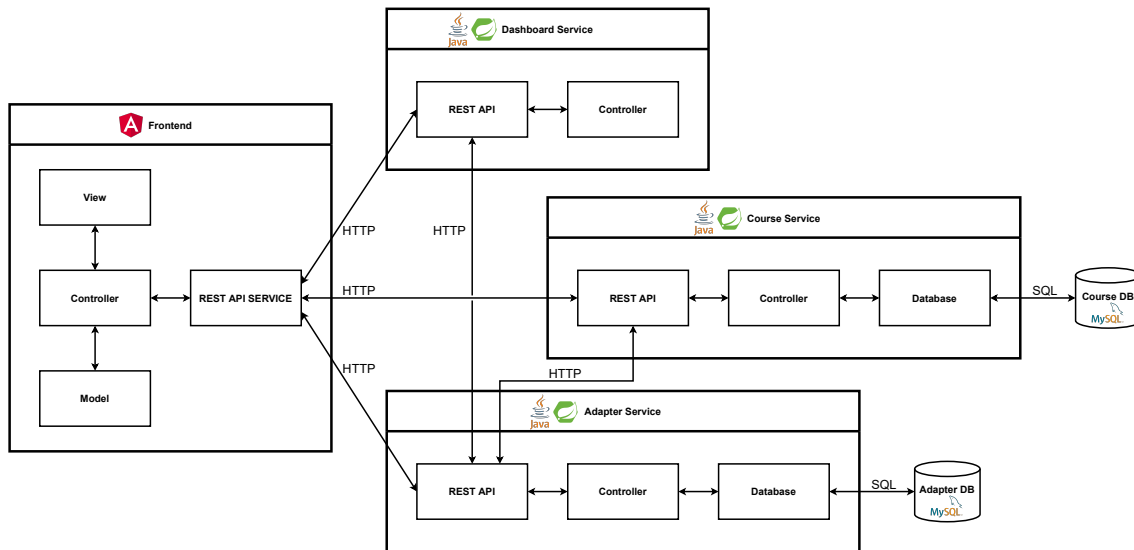 Java
Dashboard Service
REST API
Controller
Frontend
View
Controller
REST API SERVICE
Model
HTTP
HTTP
HTTP
HTTP
HTTP
Java
Course Service
REST API
Controller
Database
SQL
Course DB
MySQL
Java
Adapter Service
REST API
Controller
Database
SQL
Adapter DB
MySQL